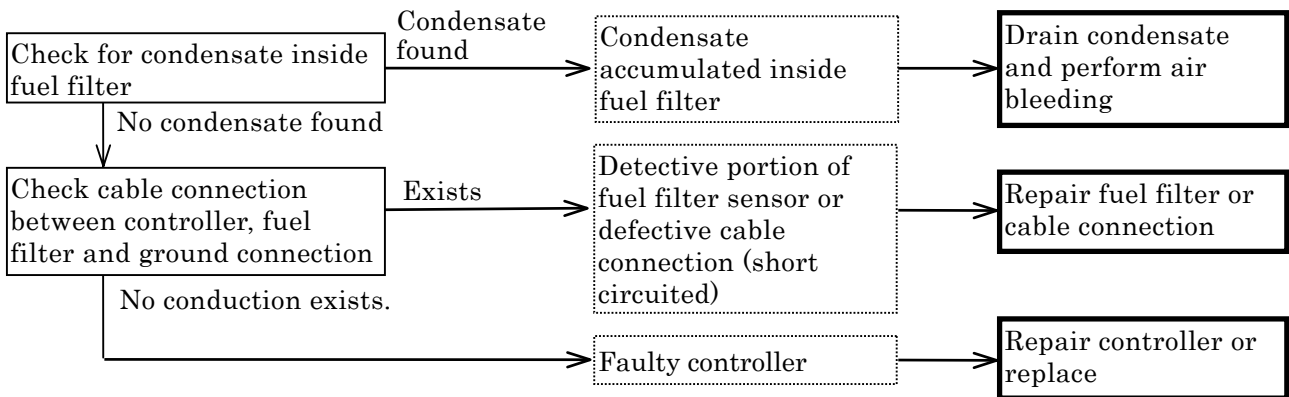 Check for condensate inside
fuel filter
Condensate
found
Condensate
accumulated inside
fuel filter
Drain condensate
and perform air
bleeding
No condensate found
Check cable connection
between controller, fuel
filter and ground connection
Exists
Detective portion of
fuel filter sensor or
defective cable
connection (short
circuited)
Repair fuel filter or
cable connection
No conduction exists.
Faulty controller
Repair controller or
replace